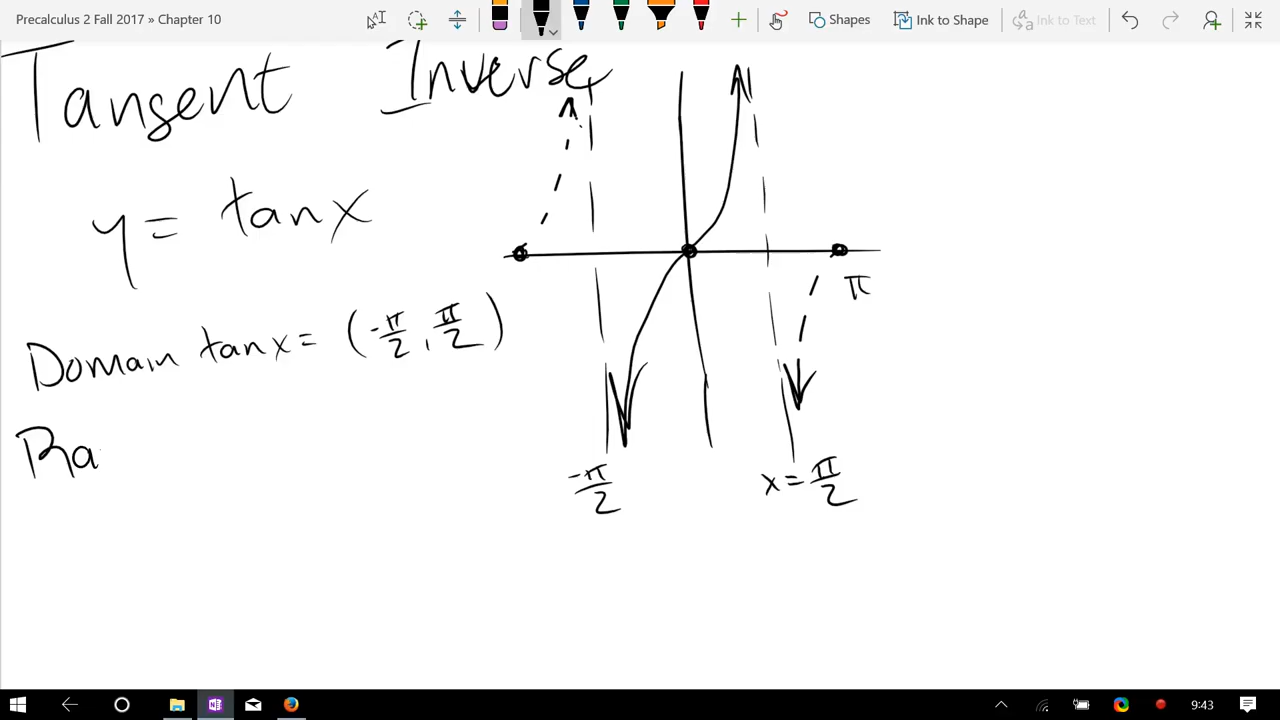 Precalculus 2 Fall 2017 » Chapter 10
Shapes
Ink to Shape
Ink to Text
Tangent Inverse
y = tan x
π
Domain tan x = (-π/2, π/2)
Ra
-π/2
x = π/2
9:43